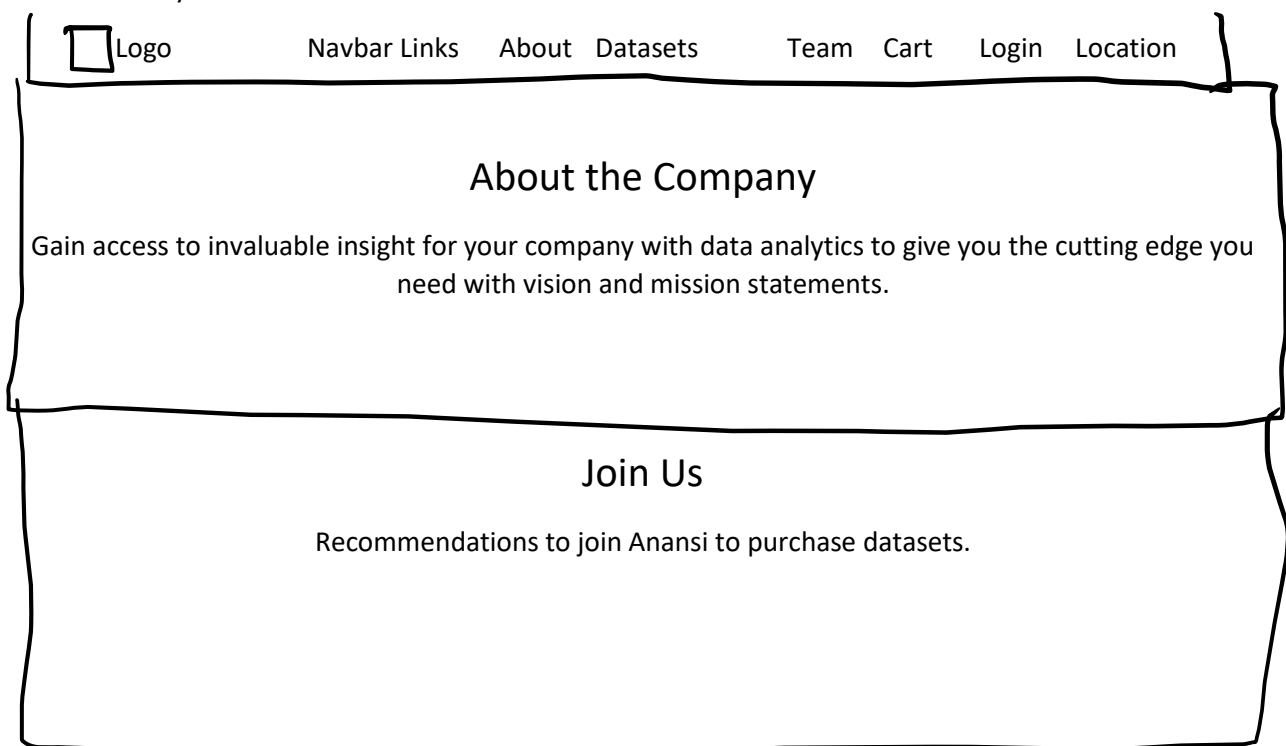 Logo Navbar Links About Datasets Team Cart Login Location
About the Company
Gain access to invaluable insight for your company with data analytics to give you the cutting edge you
need with vision and mission statements.
Join Us
Recommendations to join Anansi to purchase datasets.